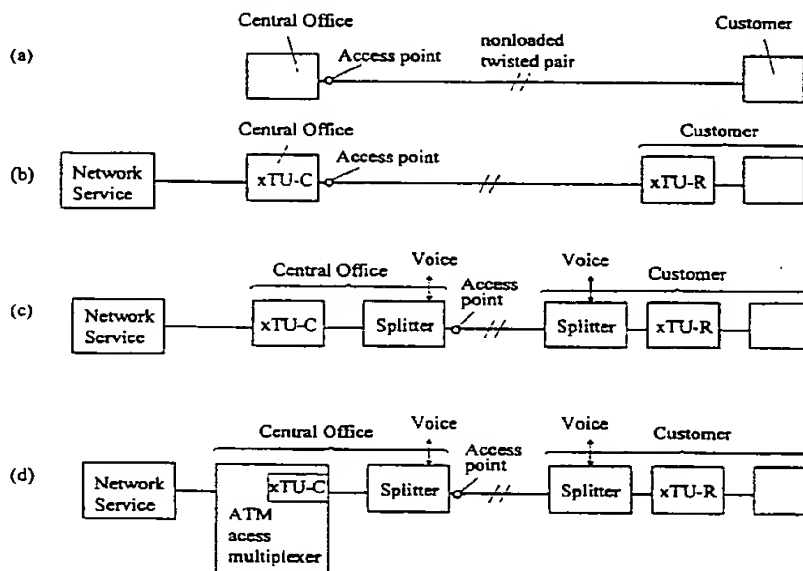 (a)
Central Office
Access point
nonloaded
twisted pair
Customer
(b)
Network
Service
Central Office
xTU-C
Access point
Customer
xTU-R
(c)
Network
Service
Central Office
xTU-C
Voice
Splitter
Access
point
Voice
Customer
Splitter
xTU-R
(d)
Network
Service
Central Office
xTU-C
ATM
acess
multiplexer
Voice
Splitter
Access
point
Voice
Customer
Splitter
xTU-R